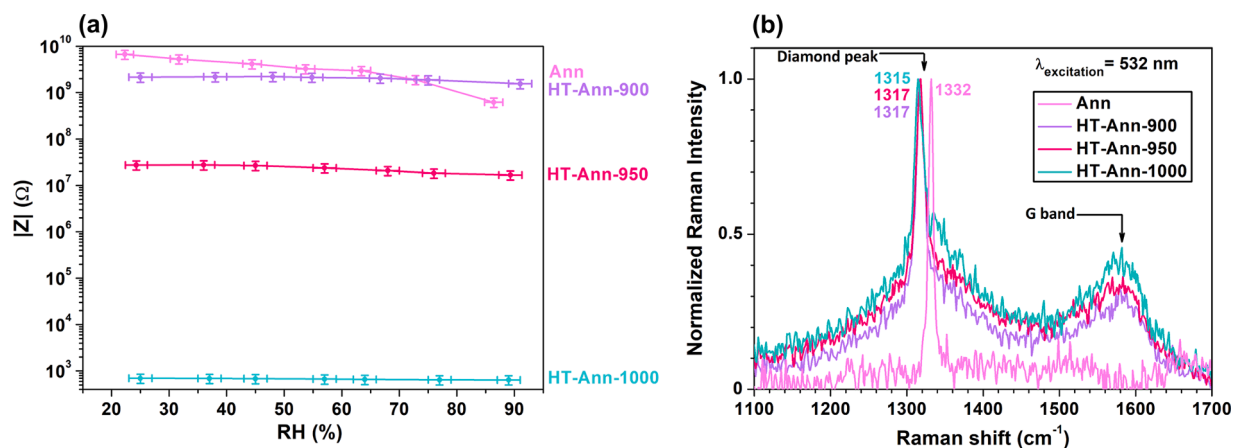 (a)
10^10
10^9
10^8
10^7
10^6
10^5
10^4
10^3
|Z| (Ω)
20 30 40 50 60 70 80 90
RH (%)
Ann
HT-Ann-900
HT-Ann-950
HT-Ann-1000
(b)
Normalized Raman Intensity
1.0
0.5
0
1100 1200 1300 1400 1500 1600 1700
Raman shift (cm⁻¹)
Diamond peak
1315
1317
1317
1332
λexcitation = 532 nm
Ann
HT-Ann-900
HT-Ann-950
HT-Ann-1000
G band